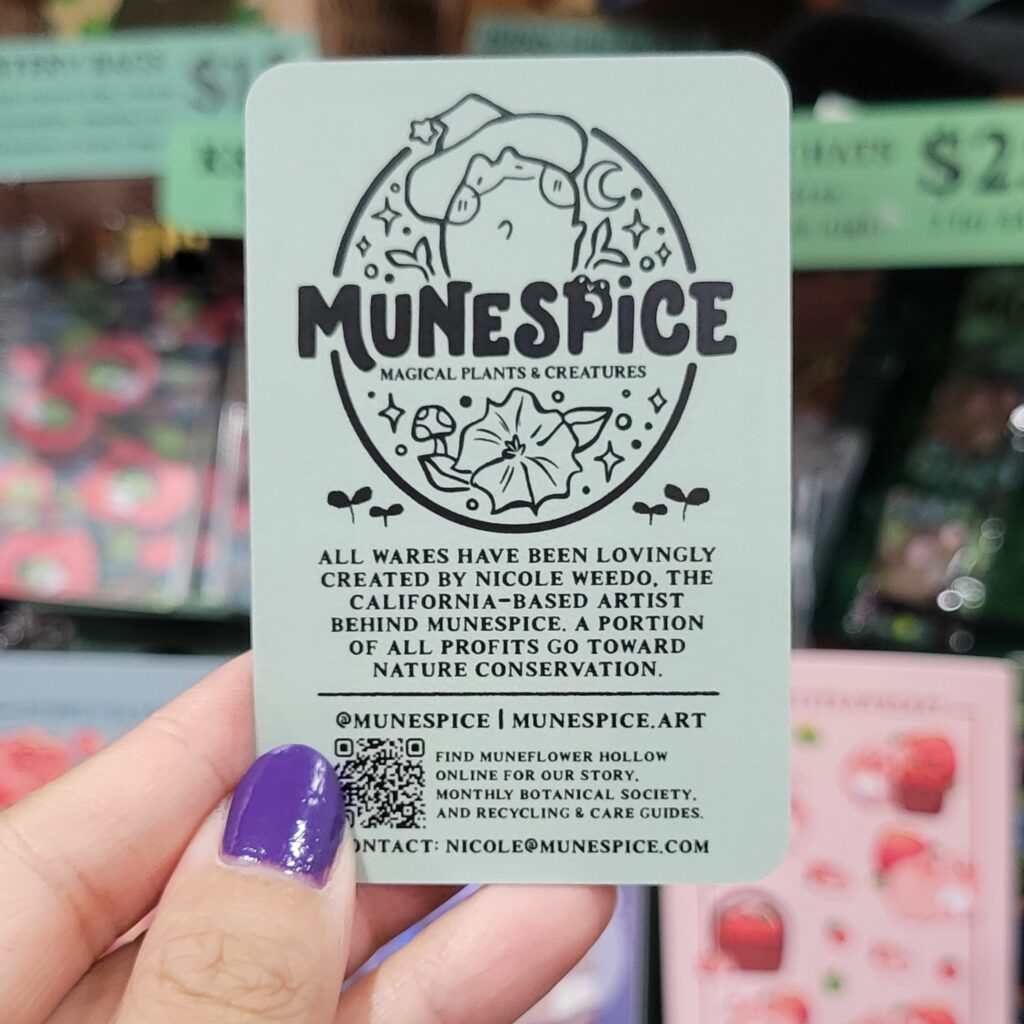 MUNESPICE
MAGICAL PLANTS & CREATURES
ALL WARES HAVE BEEN LOVINGLY
CREATED BY NICOLE WEEDO, THE
CALIFORNIA-BASED ARTIST
BEHIND MUNESPICE. A PORTION
OF ALL PROFITS GO TOWARD
NATURE CONSERVATION.
@MUNESPICE | MUNESPICE.ART
FIND MUNEFLOWER HOLLOW
ONLINE FOR OUR STORY,
MONTHLY BOTANICAL SOCIETY,
AND RECYCLING & CARE GUIDES.
ONTACT: NICOLE@MUNESPICE.COM